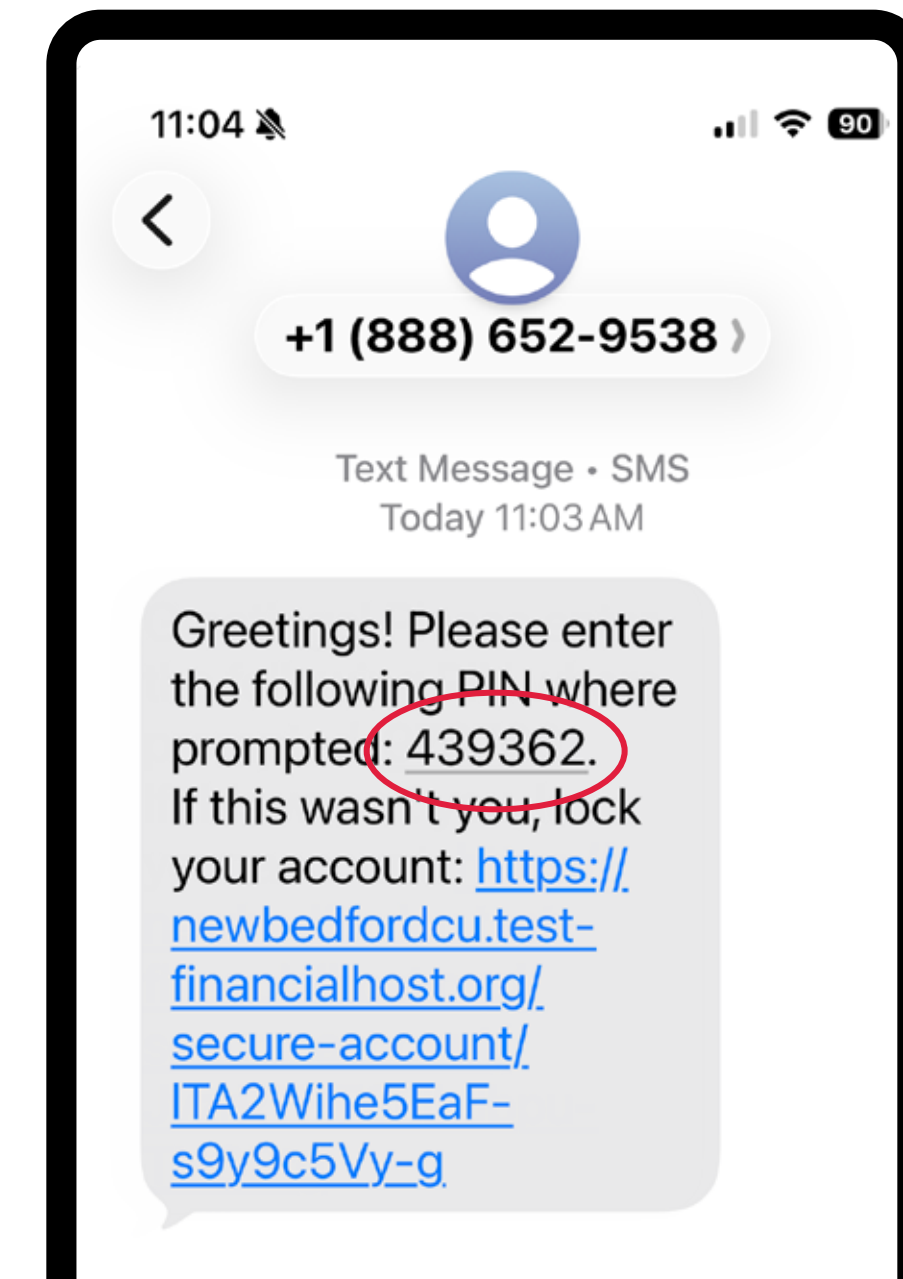 11:04
90
+1 (888) 652-9538
Text Message • SMS
Today 11:03 AM
Greetings! Please enter
the following PIN where
prompted: 439362.
If this wasn't you, lock
your account: https://
newbedfordcu.test-
financialhost.org/
secure-account/
ITA2Wihe5EaF-
s9y9c5Vy-g